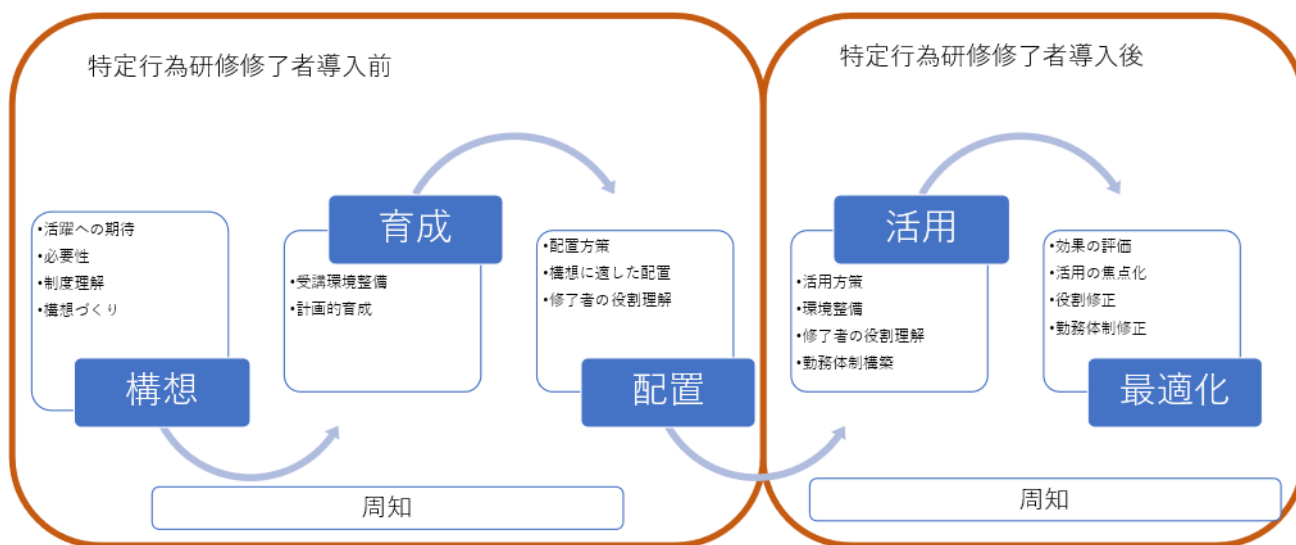 特定行為研修修了者導入前
•活躍への期待
•必要性
•制度理解
•構想づくり
構想
育成
•受講環境整備
•計画的育成
•配置方策
•構想に適した配置
•修了者の役割理解
配置
周知
特定行為研修修了者導入後
活用
•活用方策
•環境整備
•修了者の役割理解
•勤務体制構築
•効果の評価
•活用の焦点化
•役割修正
•勤務体制修正
最適化
周知